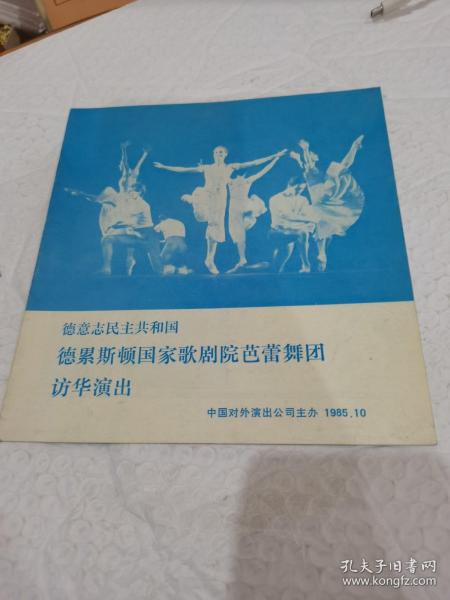 德意志民主共和国
德累斯顿国家歌剧院芭蕾舞团
访华演出
中国对外演出公司主办 1985.10
孔夫子旧书网
www.kongfz.com